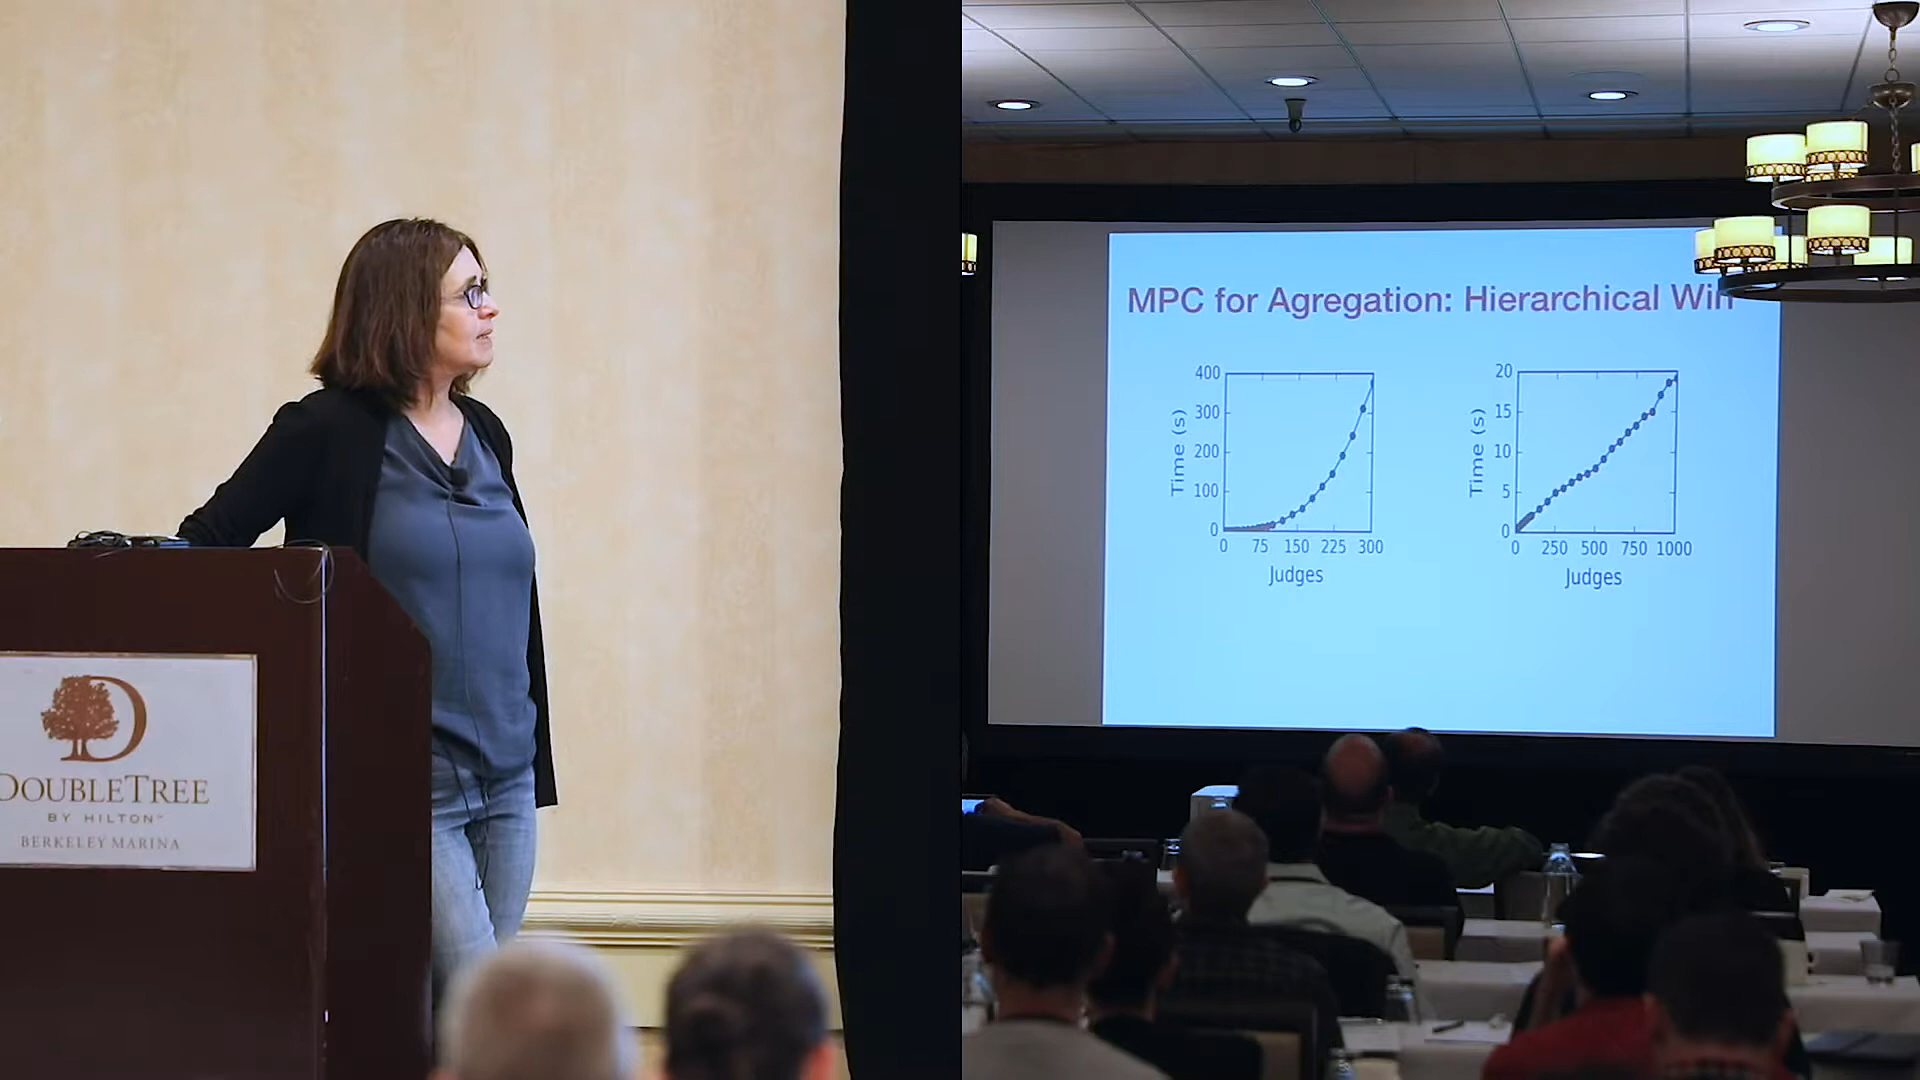 DOUBLETREE
BY HILTON
BERKELEY MARINA
MPC for Agregation: Hierarchical Win
400
300
200
100
0
Time (s)
0 75 150 225 300
Judges
20
15
10
5
0
Time (s)
0 250 500 750 1000
Judges